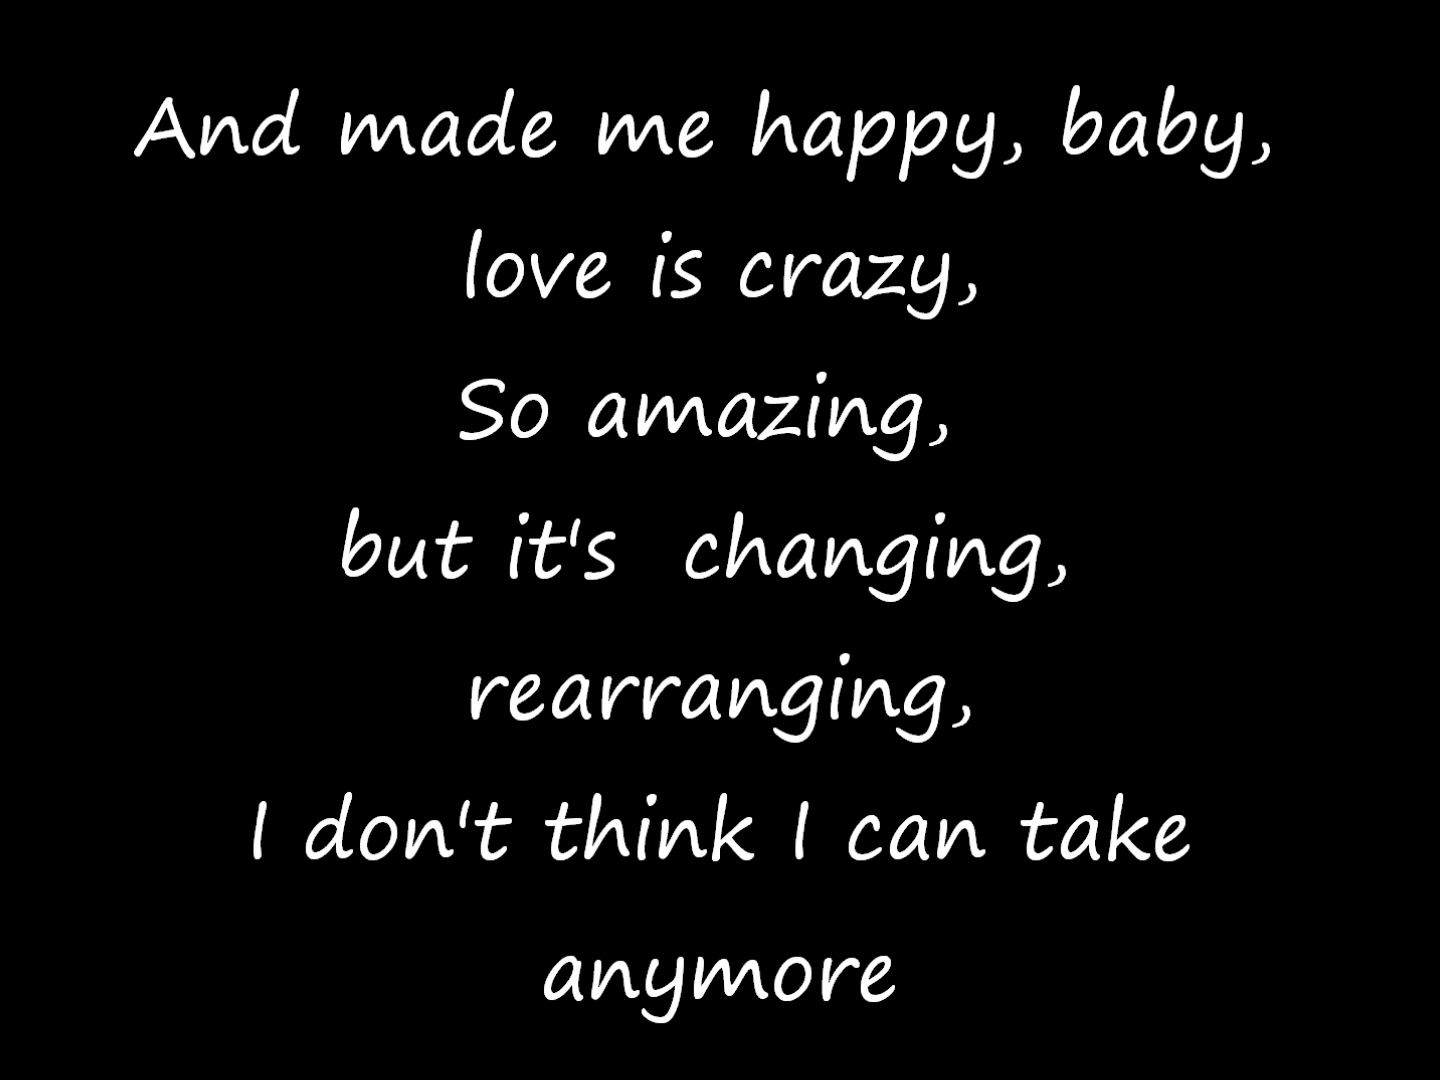 And made me happy, baby,
love is crazy,
So amazing,
but it's  changing,
rearranging,
I don't think I can take
anymore